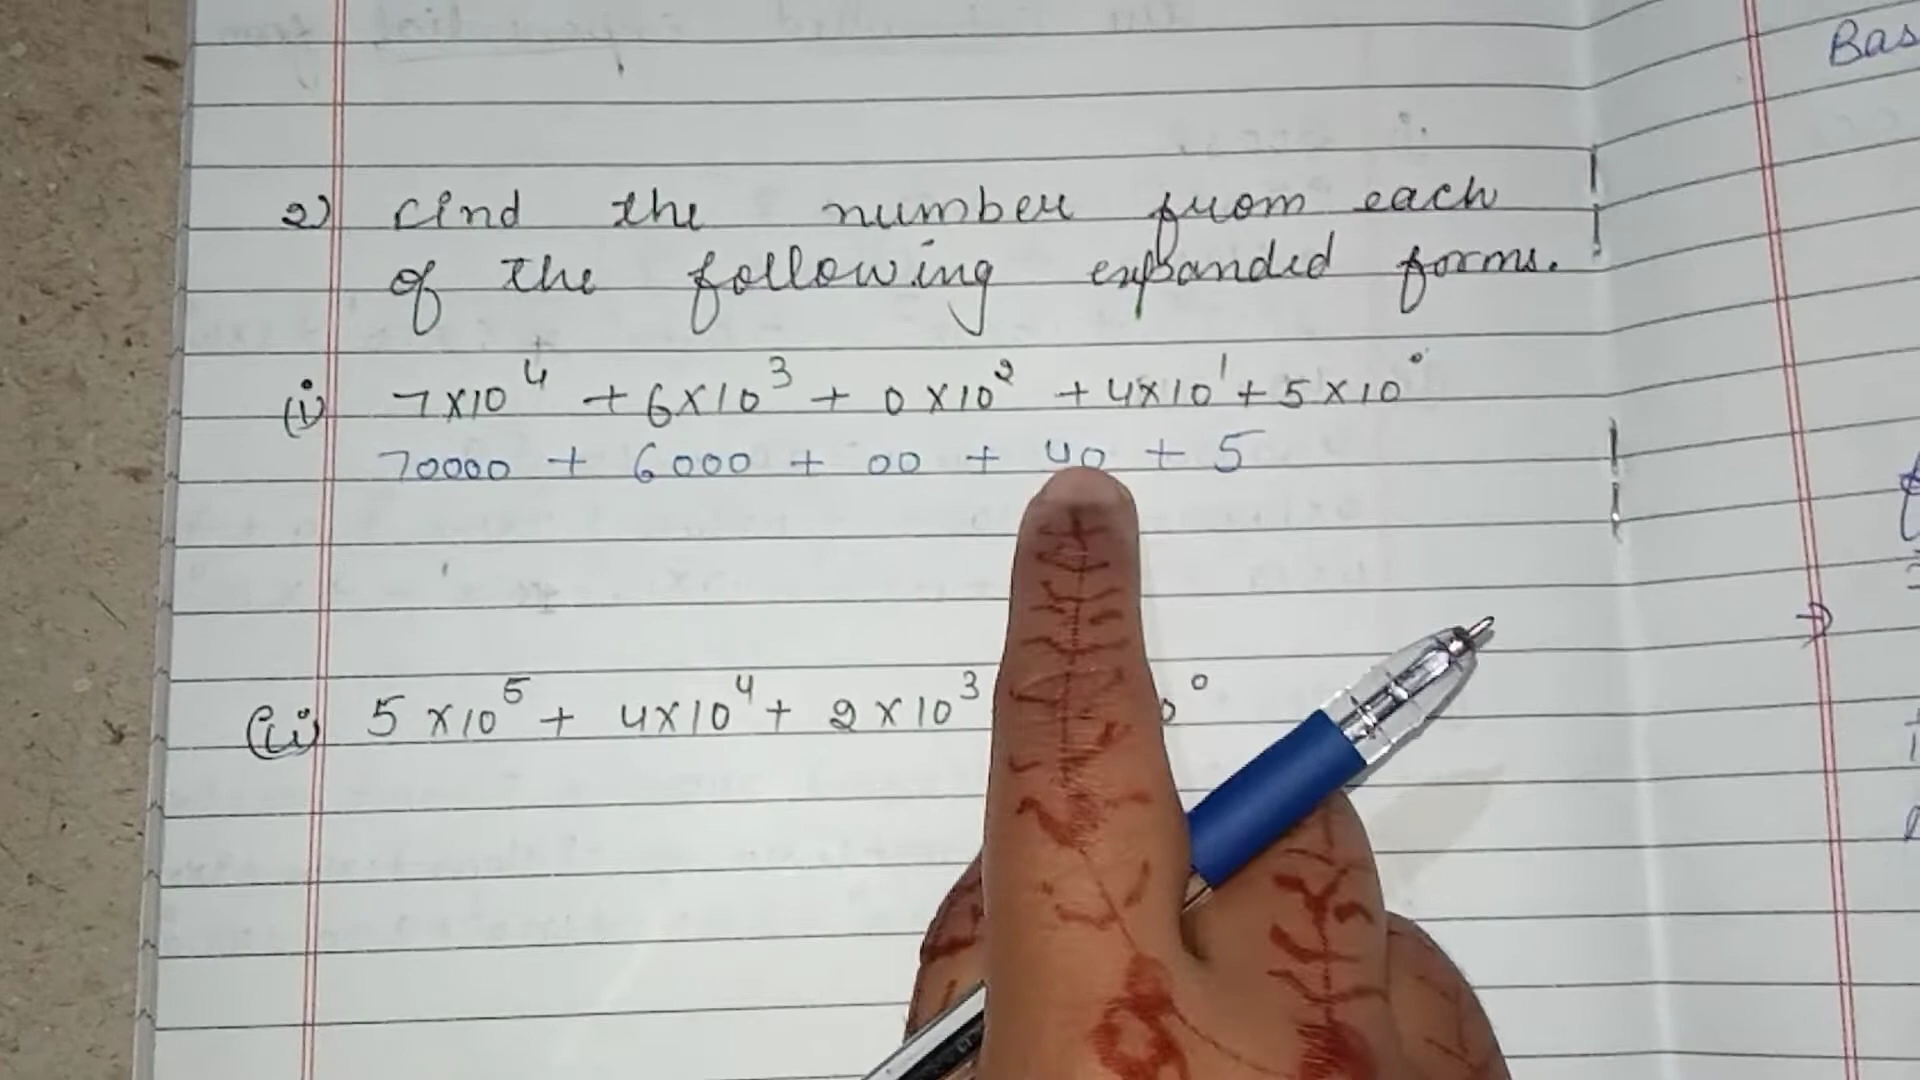 2) Find the number from each
of the following expanded forms.
(i) 7×10⁴ + 6×10³ + 0×10² + 4×10¹ + 5×10⁰
70000 + 6000 + 00 + 40 + 5
(ii) 5×10⁵ + 4×10⁴ + 2×10³ 0⁰
Bas